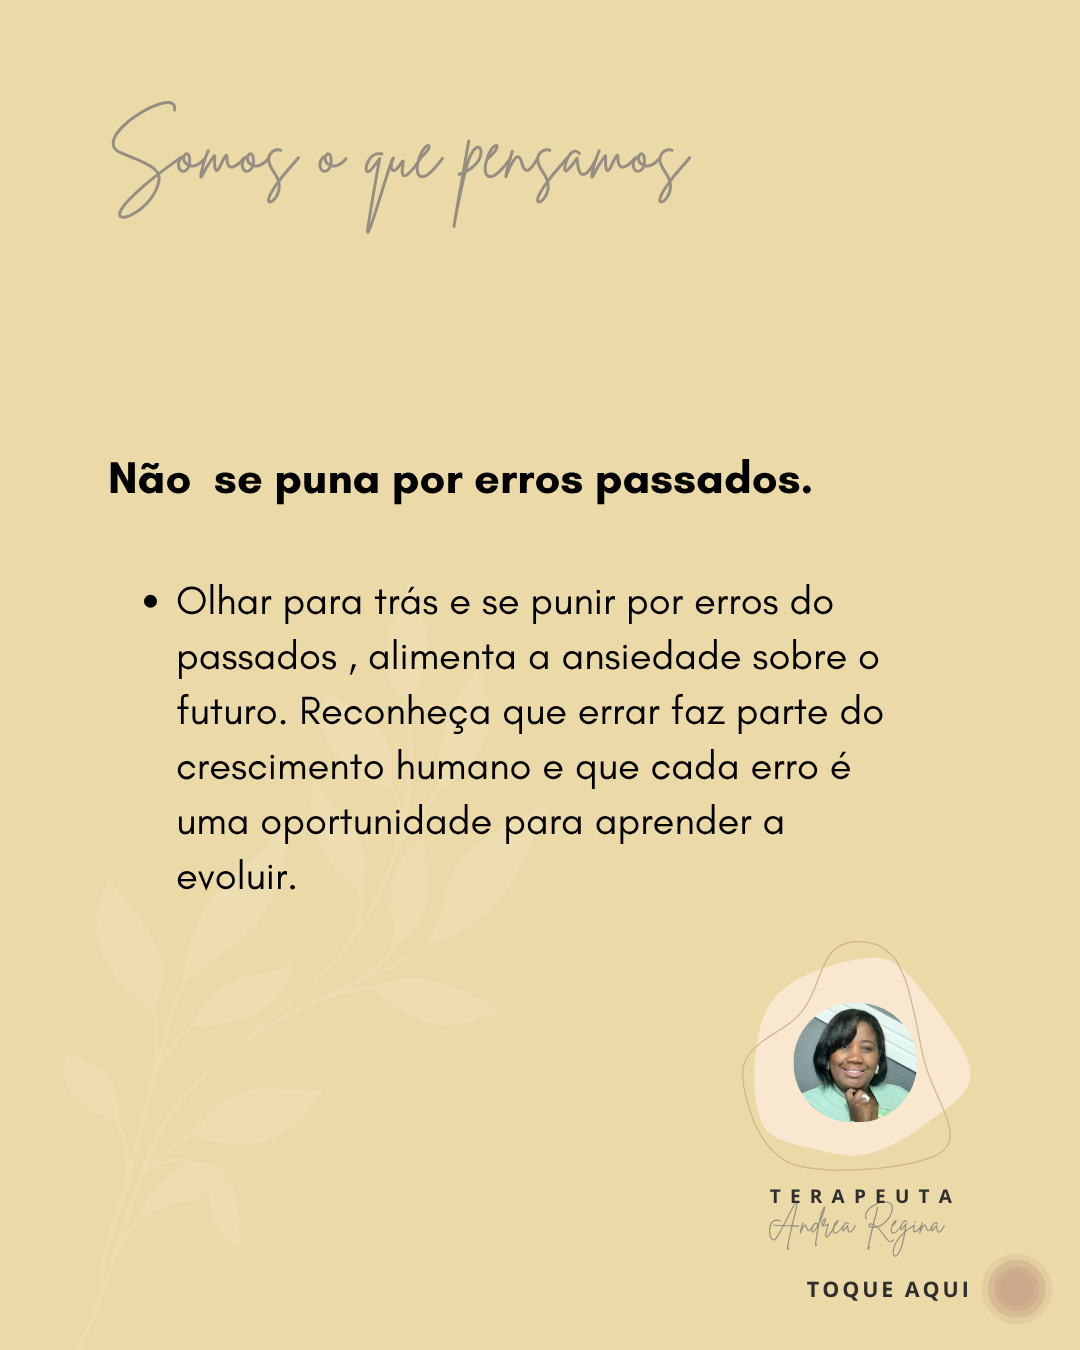 Somos o que pensamos
Não  se puna por erros passados.
• Olhar para trás e se punir por erros do
passados , alimenta a ansiedade sobre o
futuro. Reconheça que errar faz parte do
crescimento humano e que cada erro é
uma oportunidade para aprender a
evoluir.
TERAPEUTA
Andrea Regina
TOQUE AQUI